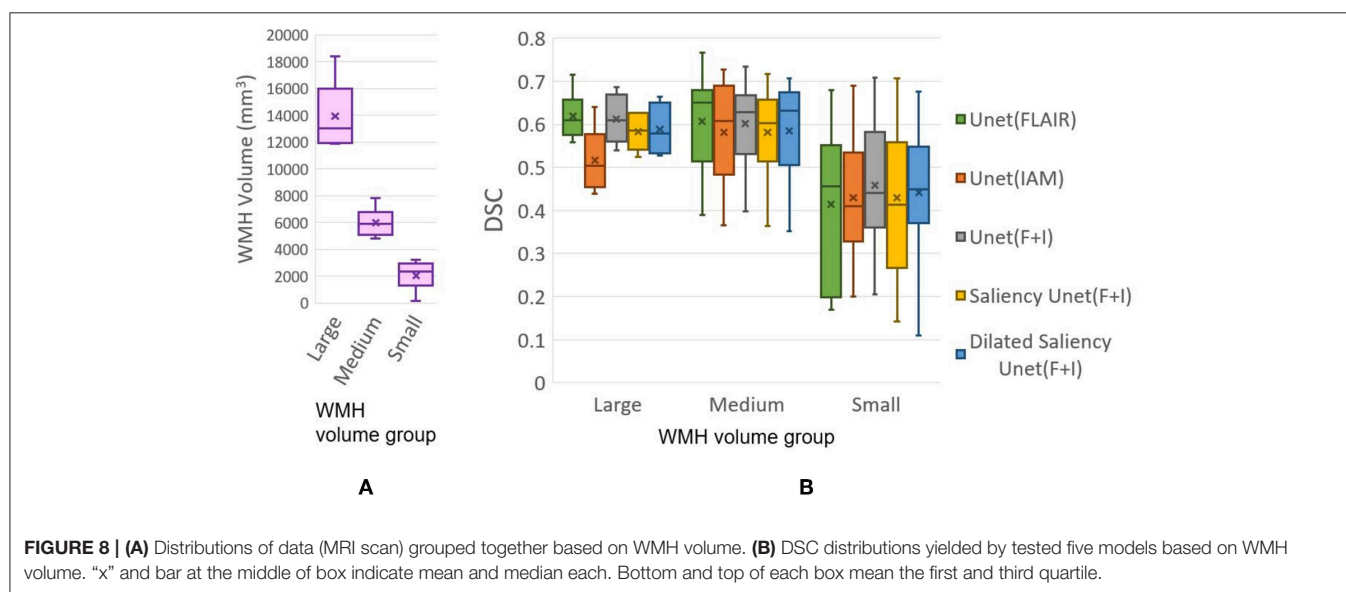 20000
18000
16000
14000
12000
10000
8000
6000
4000
2000
0
WMH Volume (mm³)
Large
Medium
Small
WMH
volume group
A
0.8
0.7
0.6
0.5
0.4
0.3
0.2
0.1
0
DSC
Large
Medium
Small
WMH volume group
Unet(FLAIR)
Unet(IAM)
Unet(F+I)
Saliency Unet(F+I)
Dilated Saliency
Unet(F+I)
B
FIGURE 8 | (A) Distributions of data (MRI scan) grouped together based on WMH volume. (B) DSC distributions yielded by tested five models based on WMH
volume. “x” and bar at the middle of box indicate mean and median each. Bottom and top of each box mean the first and third quartile.